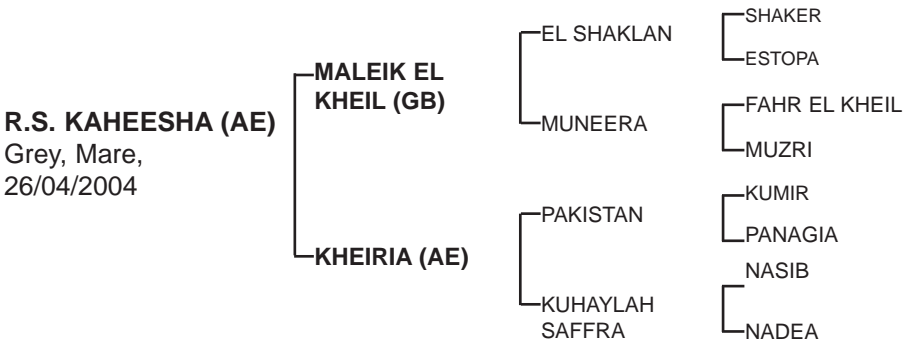 R.S. KAHEESHA (AE)
Grey, Mare,
26/04/2004
MALEIK EL
KHEIL (GB)
KHEIRIA (AE)
EL SHAKLAN
MUNEERA
PAKISTAN
KUHAYLAH
SAFFRA
SHAKER
ESTOPA
FAHR EL KHEIL
MUZRI
KUMIR
PANAGIA
NASIB
NADEA